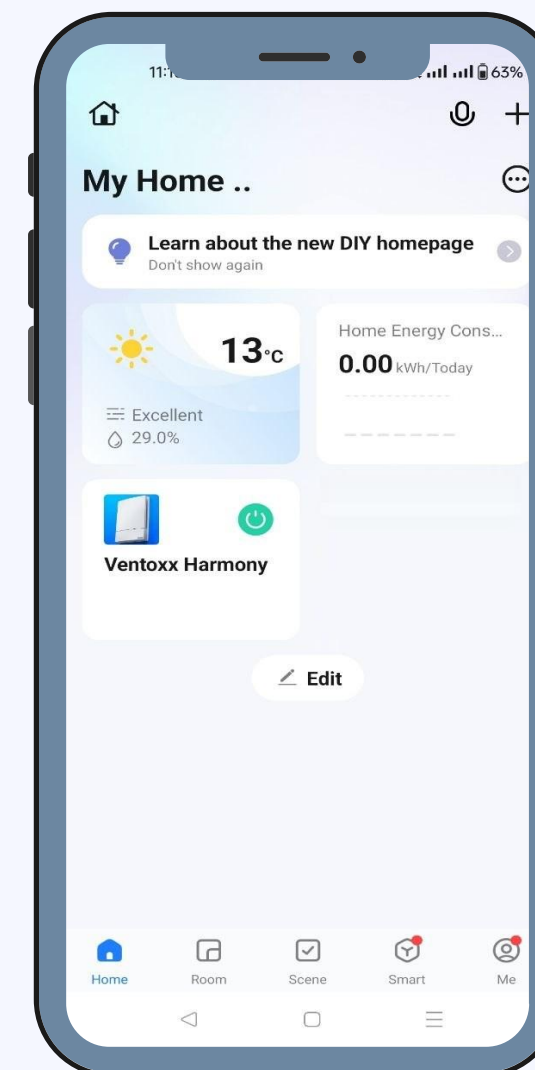 63%
My Home ..
Learn about the new DIY homepage
Don't show again
13°C
Excellent
29.0%
Home Energy Cons...
0.00 kWh/Today
Ventoxx Harmony
Edit
Home
Room
Scene
Smart
Me